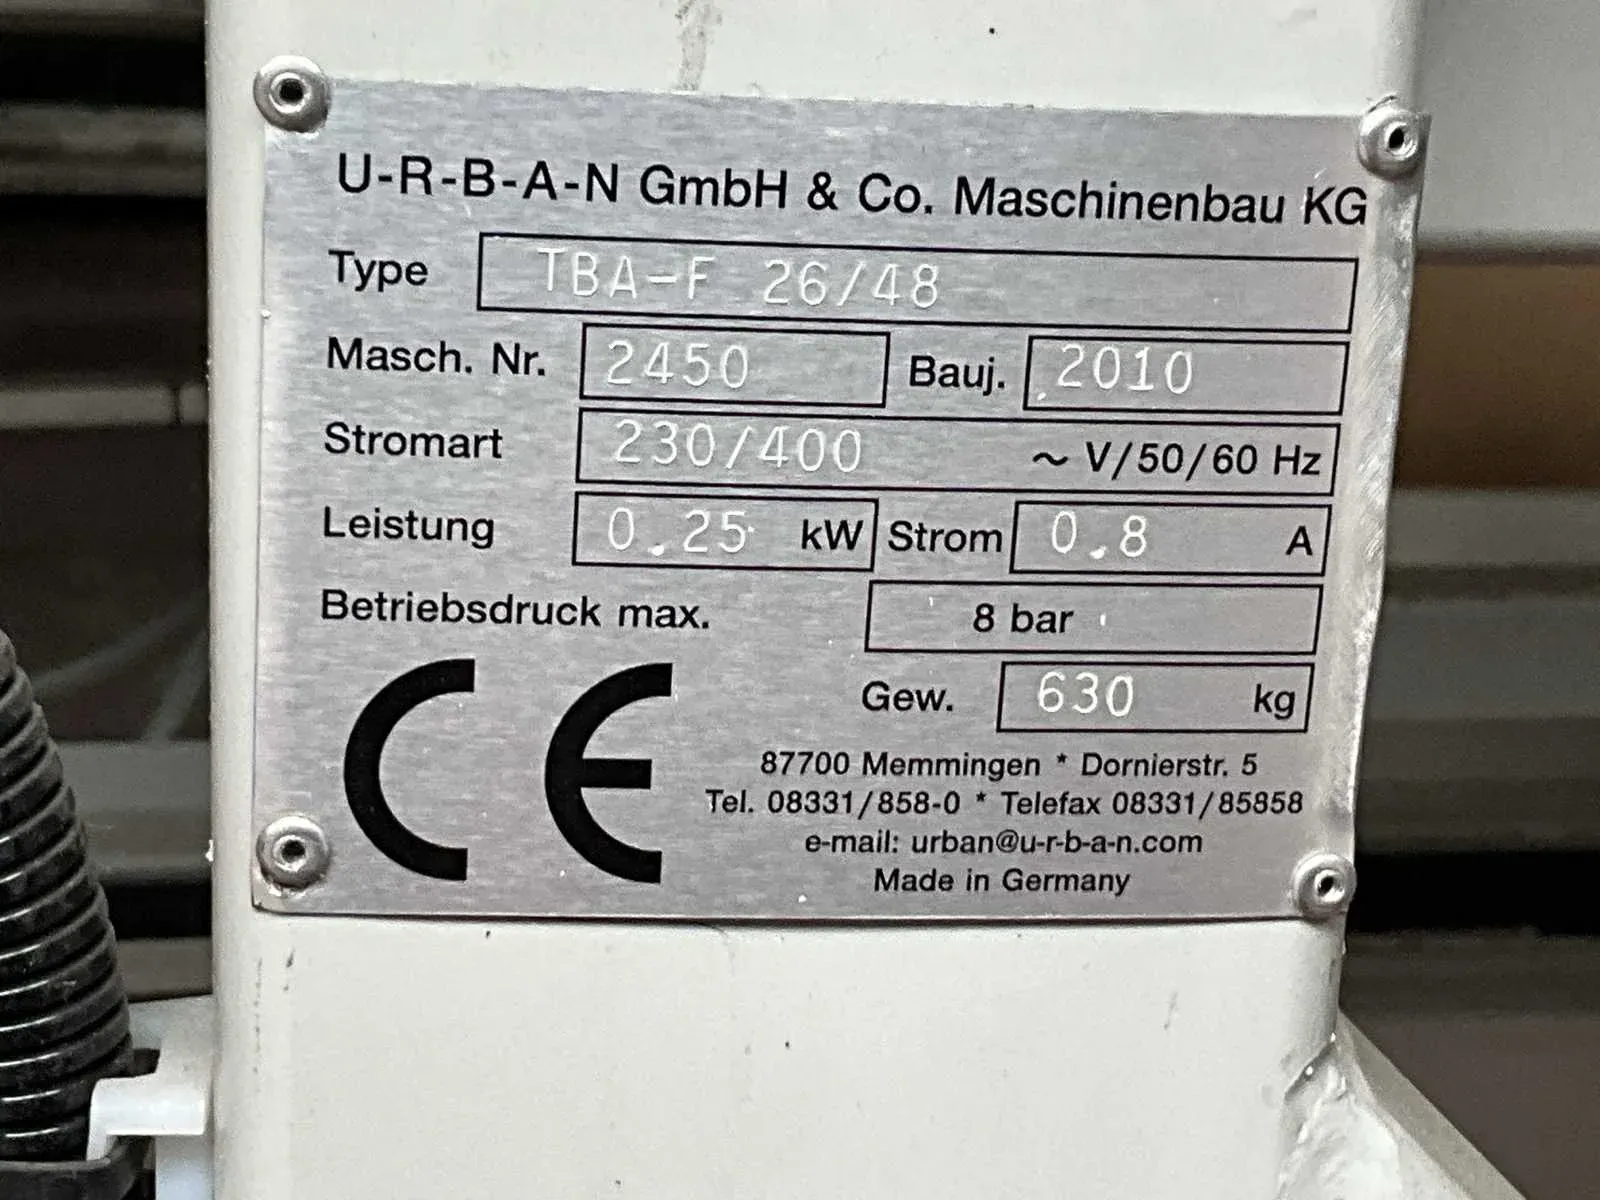 U-R-B-A-N GmbH & Co. Maschinenbau KG
Type TBA-F 26/48
Masch. Nr. 2450 Bauj. 2010
Stromart 230/400 ~ V/50/60 Hz
Leistung 0.25 kW Strom 0.8 A
Betriebsdruck max. 8 bar
Gew. 630 kg
CE
87700 Memmingen * Dornierstr. 5
Tel. 08331/858-0 * Telefax 08331/85858
e-mail: urban@u-r-b-a-n.com
Made in Germany